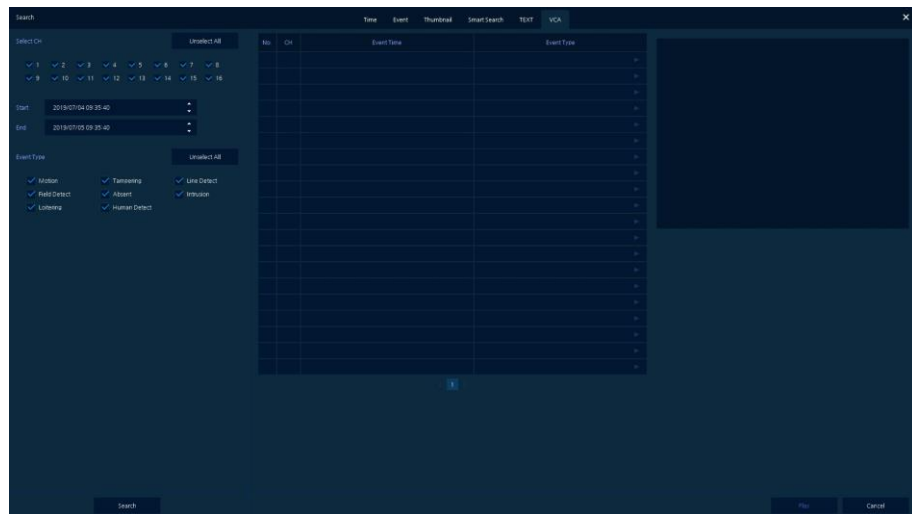 Search Time Event Thumbnail Smart Search TEXT VCA
Select CH Unselect All
1 2 3 4 5 6 7 8
9 10 11 12 13 14 15 16
Start 2019/07/04 09:35:40
End 2019/07/05 09:35:40
Event Type Unselect All
Motion Tampering Line Detect
Field Detect Absent Intrusion
Loitering Human Detect
No CH Event Time Event Type
1
Search Play Cancel